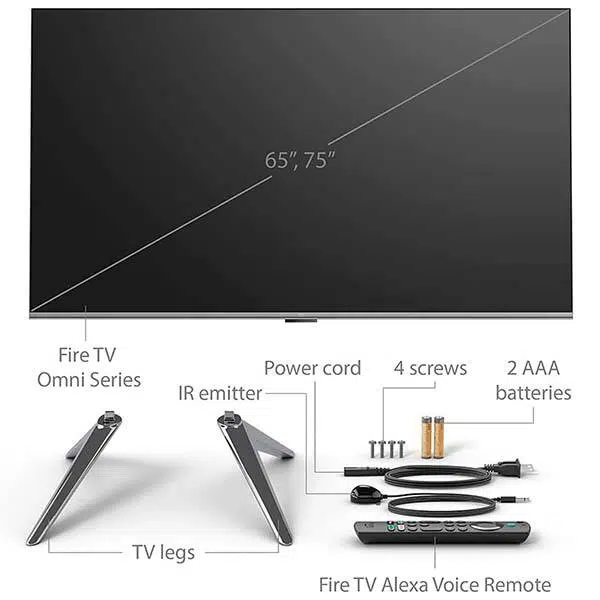 65”, 75”
Fire TV
Omni Series
Power cord
4 screws
2 AAA
batteries
IR emitter
TV legs
Fire TV Alexa Voice Remote